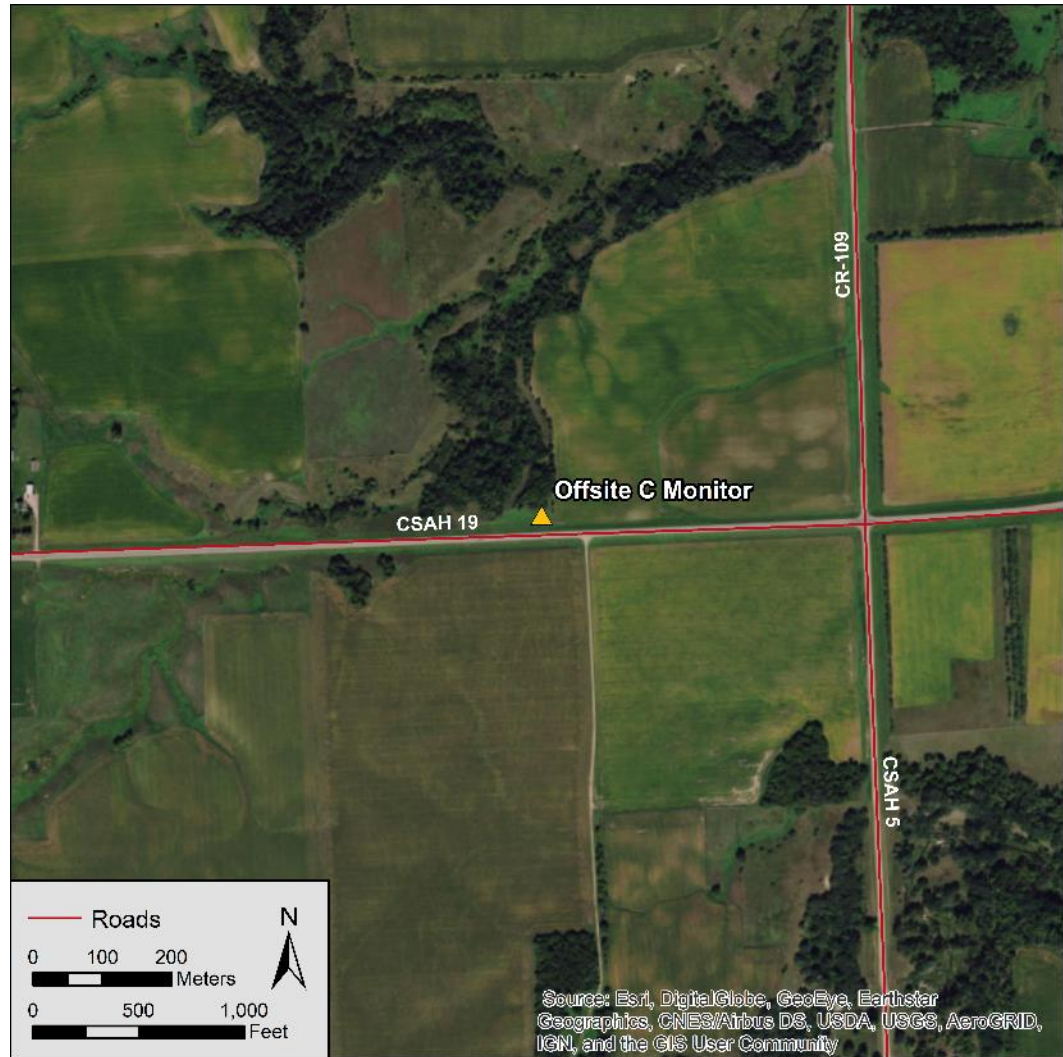 CR-109
Offsite C Monitor
CSAH 19
CSAH 5
Roads
N
0 100 200
Meters
0 500 1,000
Feet
Source: Esri, DigitalGlobe, GeoEye, Earthstar
Geographics, CNES/Airbus DS, USDA, USGS, AeroGRID,
IGN, and the GIS User Community